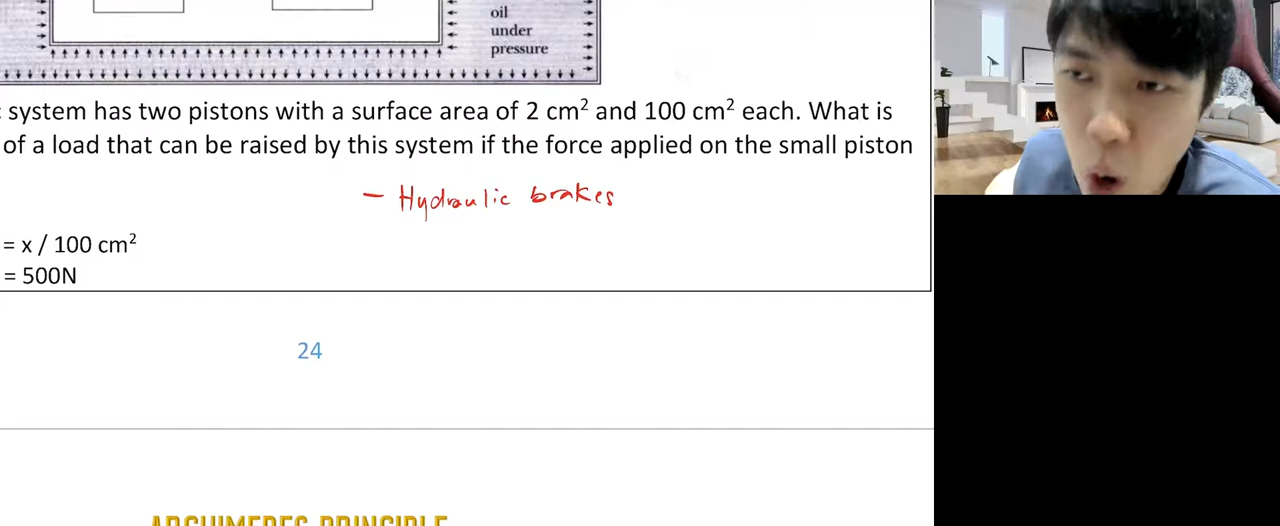 oil
under
pressure
system has two pistons with a surface area of 2 cm² and 100 cm² each. What is
of a load that can be raised by this system if the force applied on the small piston
– Hydraulic brakes
= x / 100 cm²
= 500N
24
ARCHIMEDES PRINCIPLE